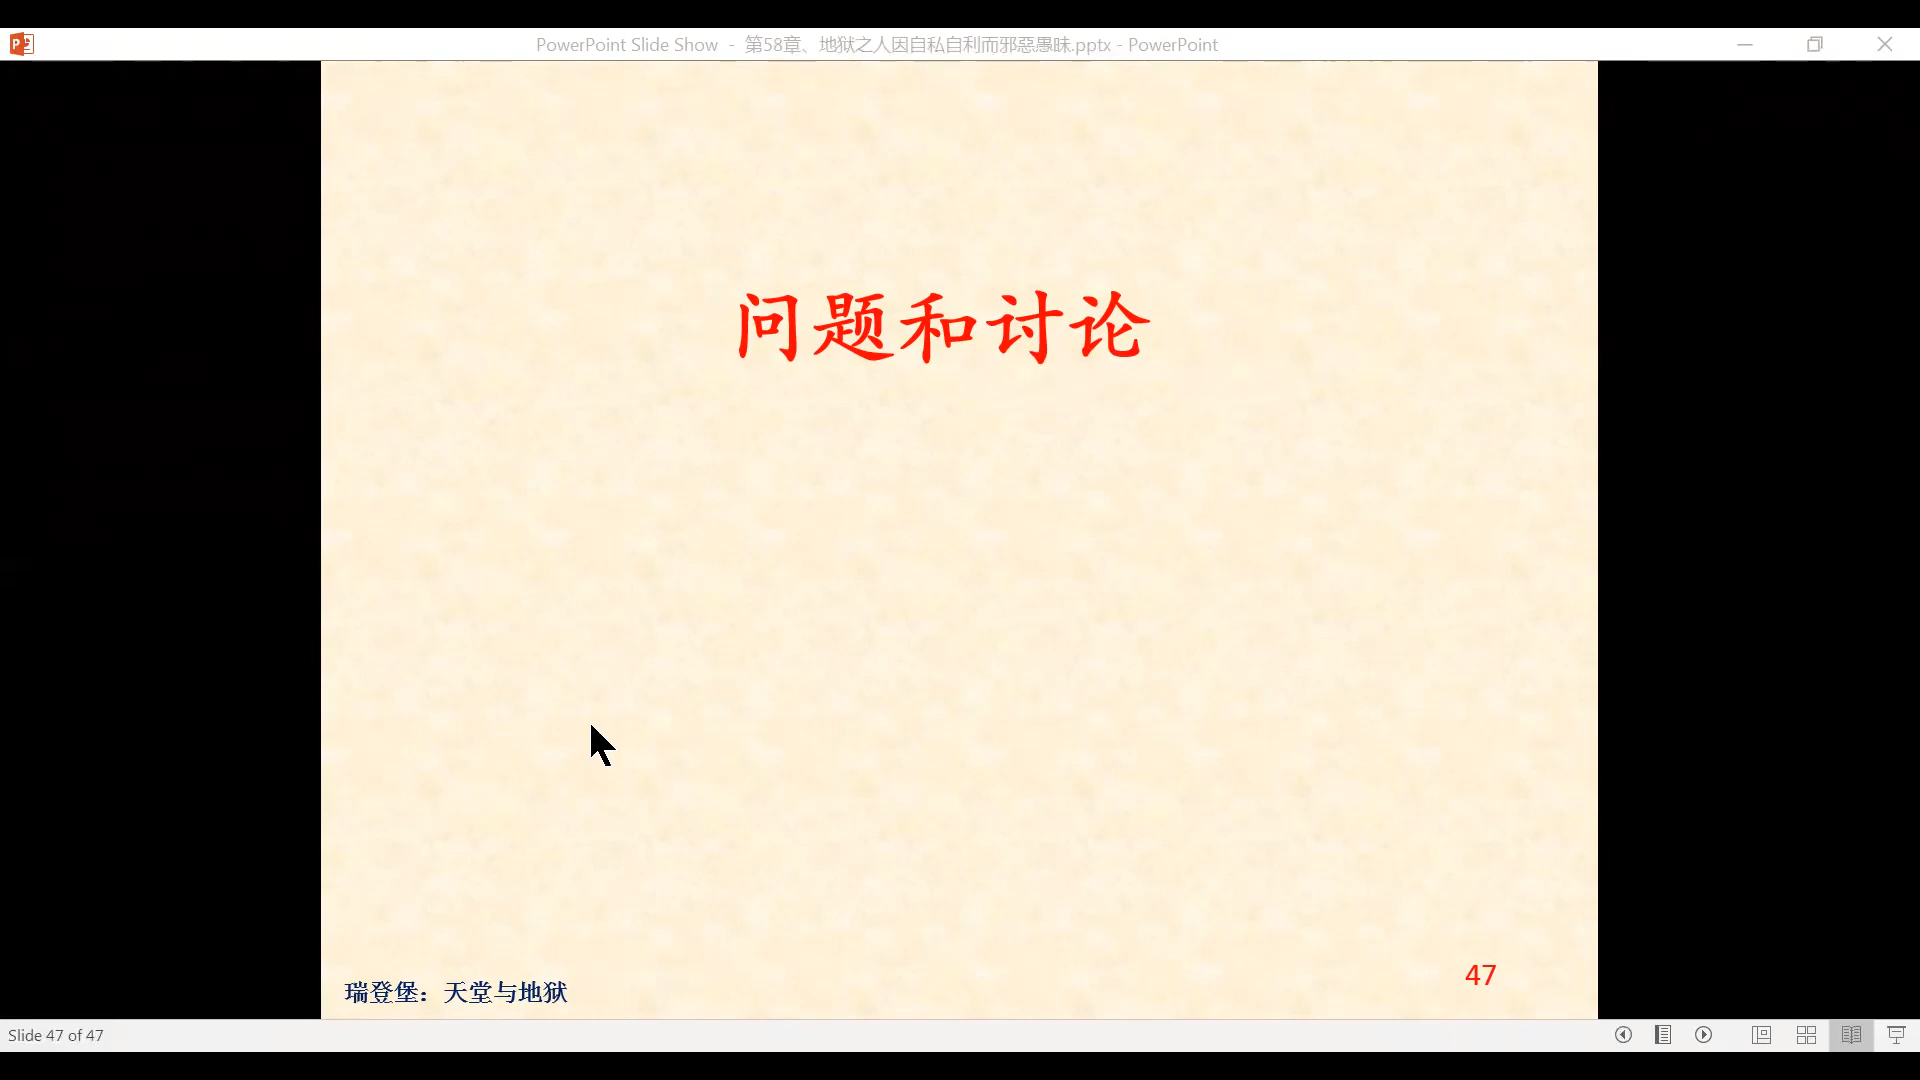 PowerPoint Slide Show - 第58章、地狱之人因自私自利而邪惡愚昧.pptx - PowerPoint
问题和讨论
瑞登堡：天堂与地狱
47
Slide 47 of 47